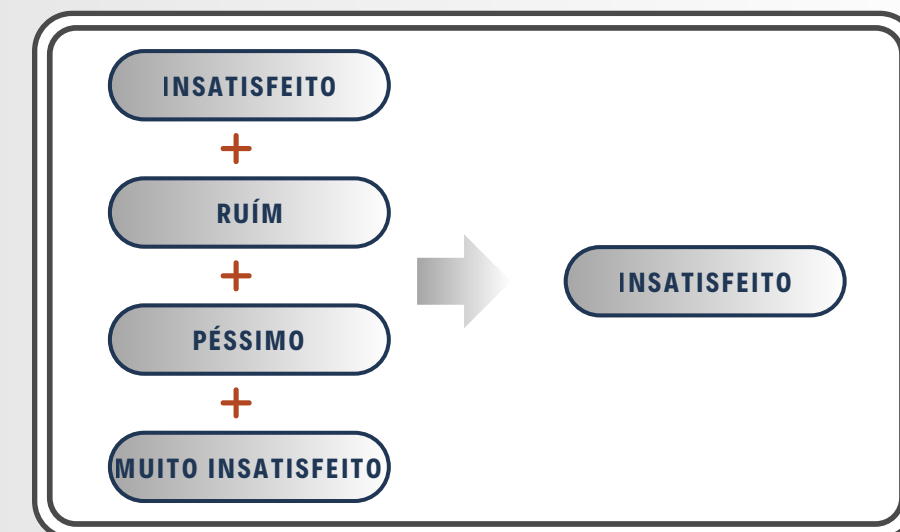 INSATISFEITO
+
RUÍM
+
PÉSSIMO
+
MUITO INSATISFEITO
INSATISFEITO